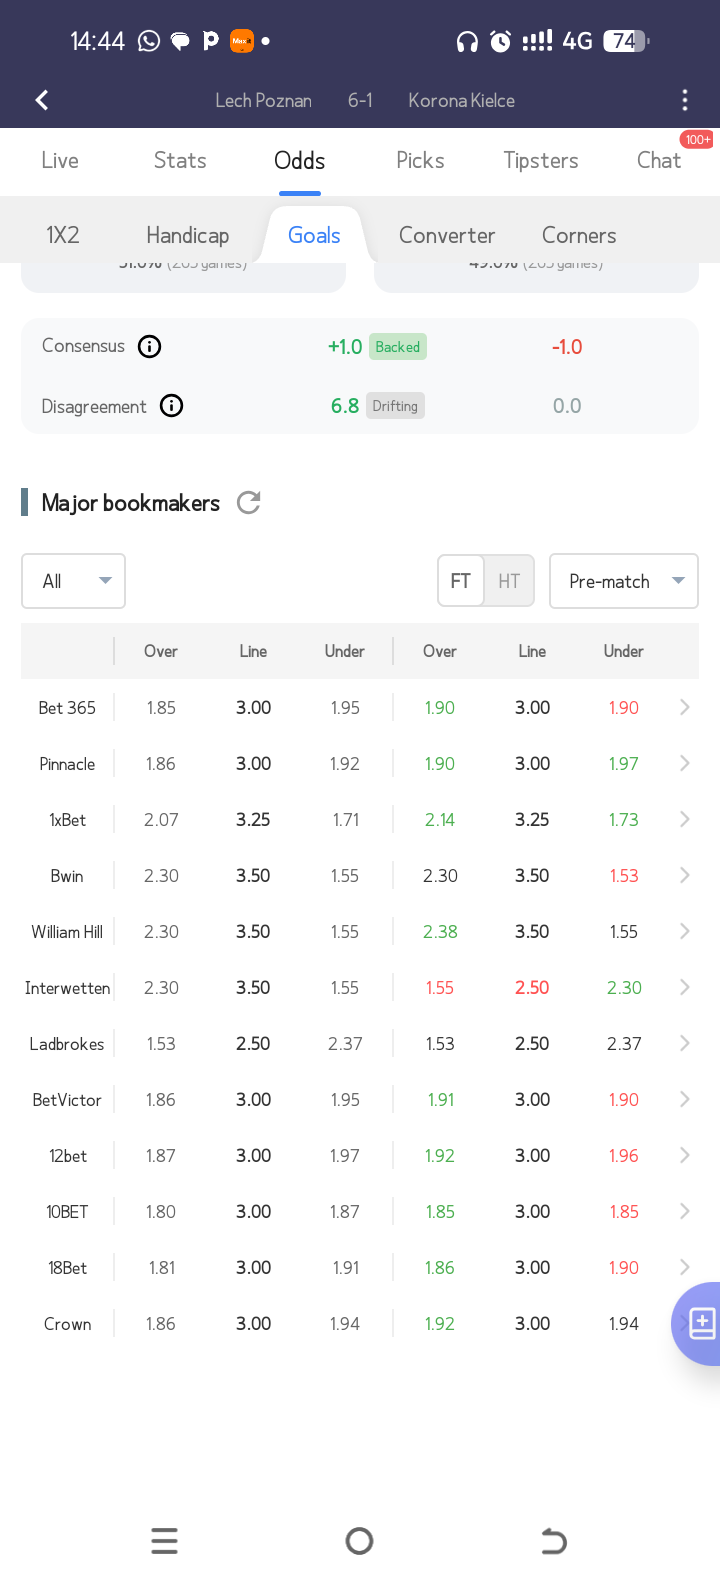 14:44 4G 74
Lech Poznan 6-1 Korona Kielce
100+
Live Stats Odds Picks Tipsters Chat
1X2 Handicap Goals Converter Corners
Consensus +1.0 Backed -1.0
Disagreement 6.8 Drifting 0.0
Major bookmakers
All FT HT Pre-match
Over Line Under Over Line Under
Bet 365 1.85 3.00 1.95 1.90 3.00 1.90
Pinnacle 1.86 3.00 1.92 1.90 3.00 1.97
1xBet 2.07 3.25 1.71 2.14 3.25 1.73
Bwin 2.30 3.50 1.55 2.30 3.50 1.53
William Hill 2.30 3.50 1.55 2.38 3.50 1.55
Interwetten 2.30 3.50 1.55 1.55 2.50 2.30
Ladbrokes 1.53 2.50 2.37 1.53 2.50 2.37
BetVictor 1.86 3.00 1.95 1.91 3.00 1.90
12bet 1.87 3.00 1.97 1.92 3.00 1.96
10BET 1.80 3.00 1.87 1.85 3.00 1.85
18Bet 1.81 3.00 1.91 1.86 3.00 1.90
Crown 1.86 3.00 1.94 1.92 3.00 1.94